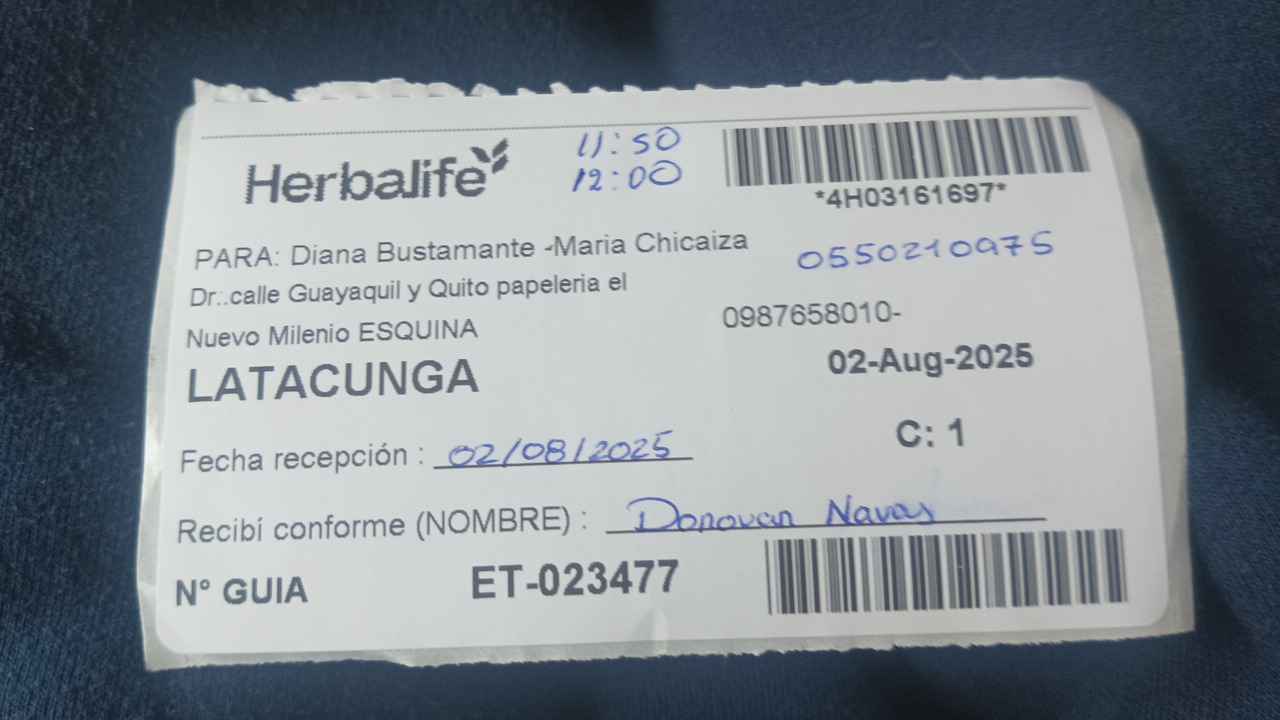 Herbalife
11:50
12:00
*4H03161697*
PARA: Diana Bustamante -Maria Chicaiza
0550210975
Dr:.calle Guayaquil y Quito papeleria el
Nuevo Milenio ESQUINA
0987658010-
LATACUNGA
02-Aug-2025
C: 1
Fecha recepción : 02/08/2025
Recibí conforme (NOMBRE) : Donovan Navas
N° GUIA ET-023477